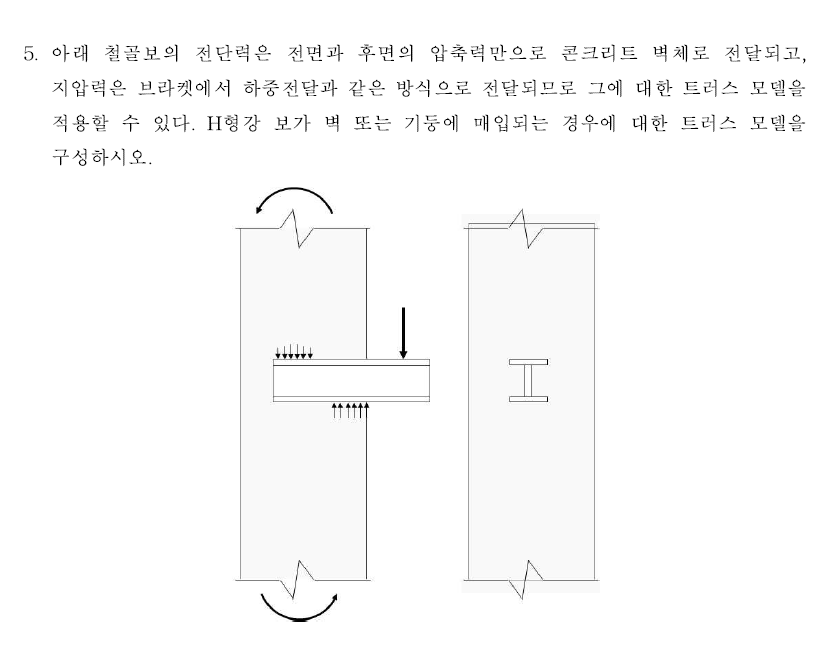 5. 아래 철골보의 전단력은 전면과 후면의 압축력만으로 콘크리트 벽체로 전달되고,
지압력은 브라켓에서 하중전달과 같은 방식으로 전달되므로 그에 대한 트러스 모델을
적용할 수 있다. H형강 보가 벽 또는 기둥에 매입되는 경우에 대한 트러스 모델을
구성하시오.